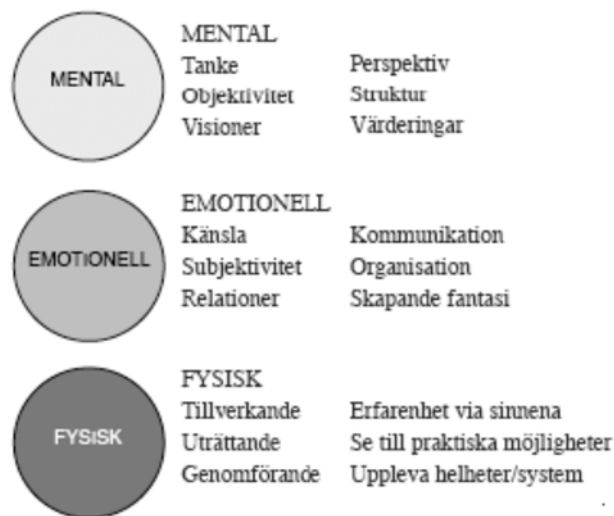 MENTAL
MENTAL
Tanke Perspektiv
Objektivitet Struktur
Visioner Värderingar
EMOTIONELL
EMOTIONELL
Känsla Kommunikation
Subjektivitet Organisation
Relationer Skapande fantasi
FYSISK
FYSISK
Tillverkande Erfarenhet via sinnena
Uträttande Se till praktiska möjligheter
Genomförande Uppleva helheter/system
.